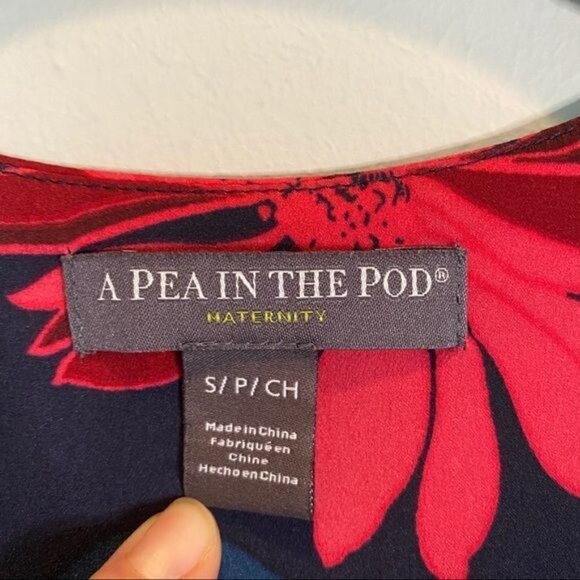 A PEA IN THE POD®
MATERNITY
S/ P/ CH
Made in China
Fabriqué en
Chine
Hecho en China